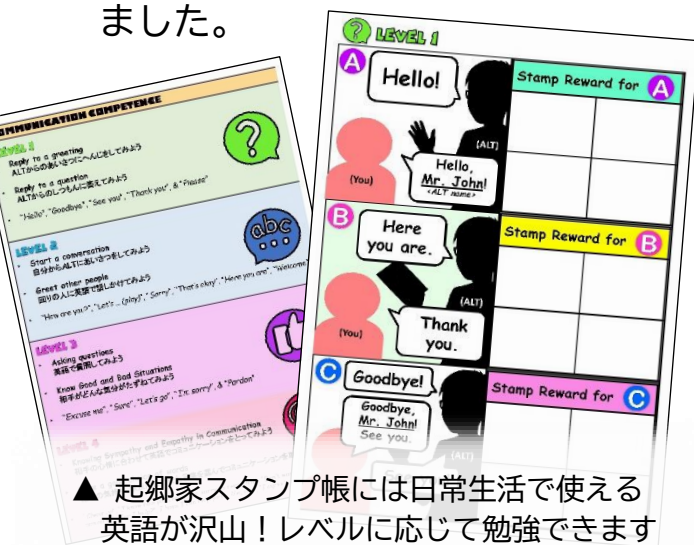 ました。
COMMUNICATION COMPETENCE
LEVEL 1
Reply to a greeting
ALTからのあいさつにへんじをしてみよう
Reply to a question
ALTからのしつもんに答えてみよう
"Hello", "Goodbye", "See you", "Thank you", & "Please"
?
LEVEL 2
Start a conversation
自分からALTにあいさつをしてみよう
Greet other people
回りの人に英語で話しかけてみよう
"How are you?", "Let's ... (play)", "Sorry", "That's okay", "Here you are", "Welcome"
abc
LEVEL 3
Asking questions
英語で質問してみよう
Know Good and Bad Situations
相手がどんな気分かたずねてみよう
"Excuse me", "Sure", "Let's go", "I'm sorry", & "Pardon"
LEVEL 4
Knowing Sympathy and Empathy in Communication
? LEVEL 1
A
Hello!
(ALT)
(You)
Hello,
Mr. John!
<ALT name>
Stamp Reward for A
B
Here
you are.
(ALT)
(You)
Thank
you.
Stamp Reward for B
C
Goodbye!
Goodbye,
Mr. John!
See you.
(ALT)
Stamp Reward for C
▲ 起郷家スタンプ帳には日常生活で使える
英語が沢山！レベルに応じて勉強できます